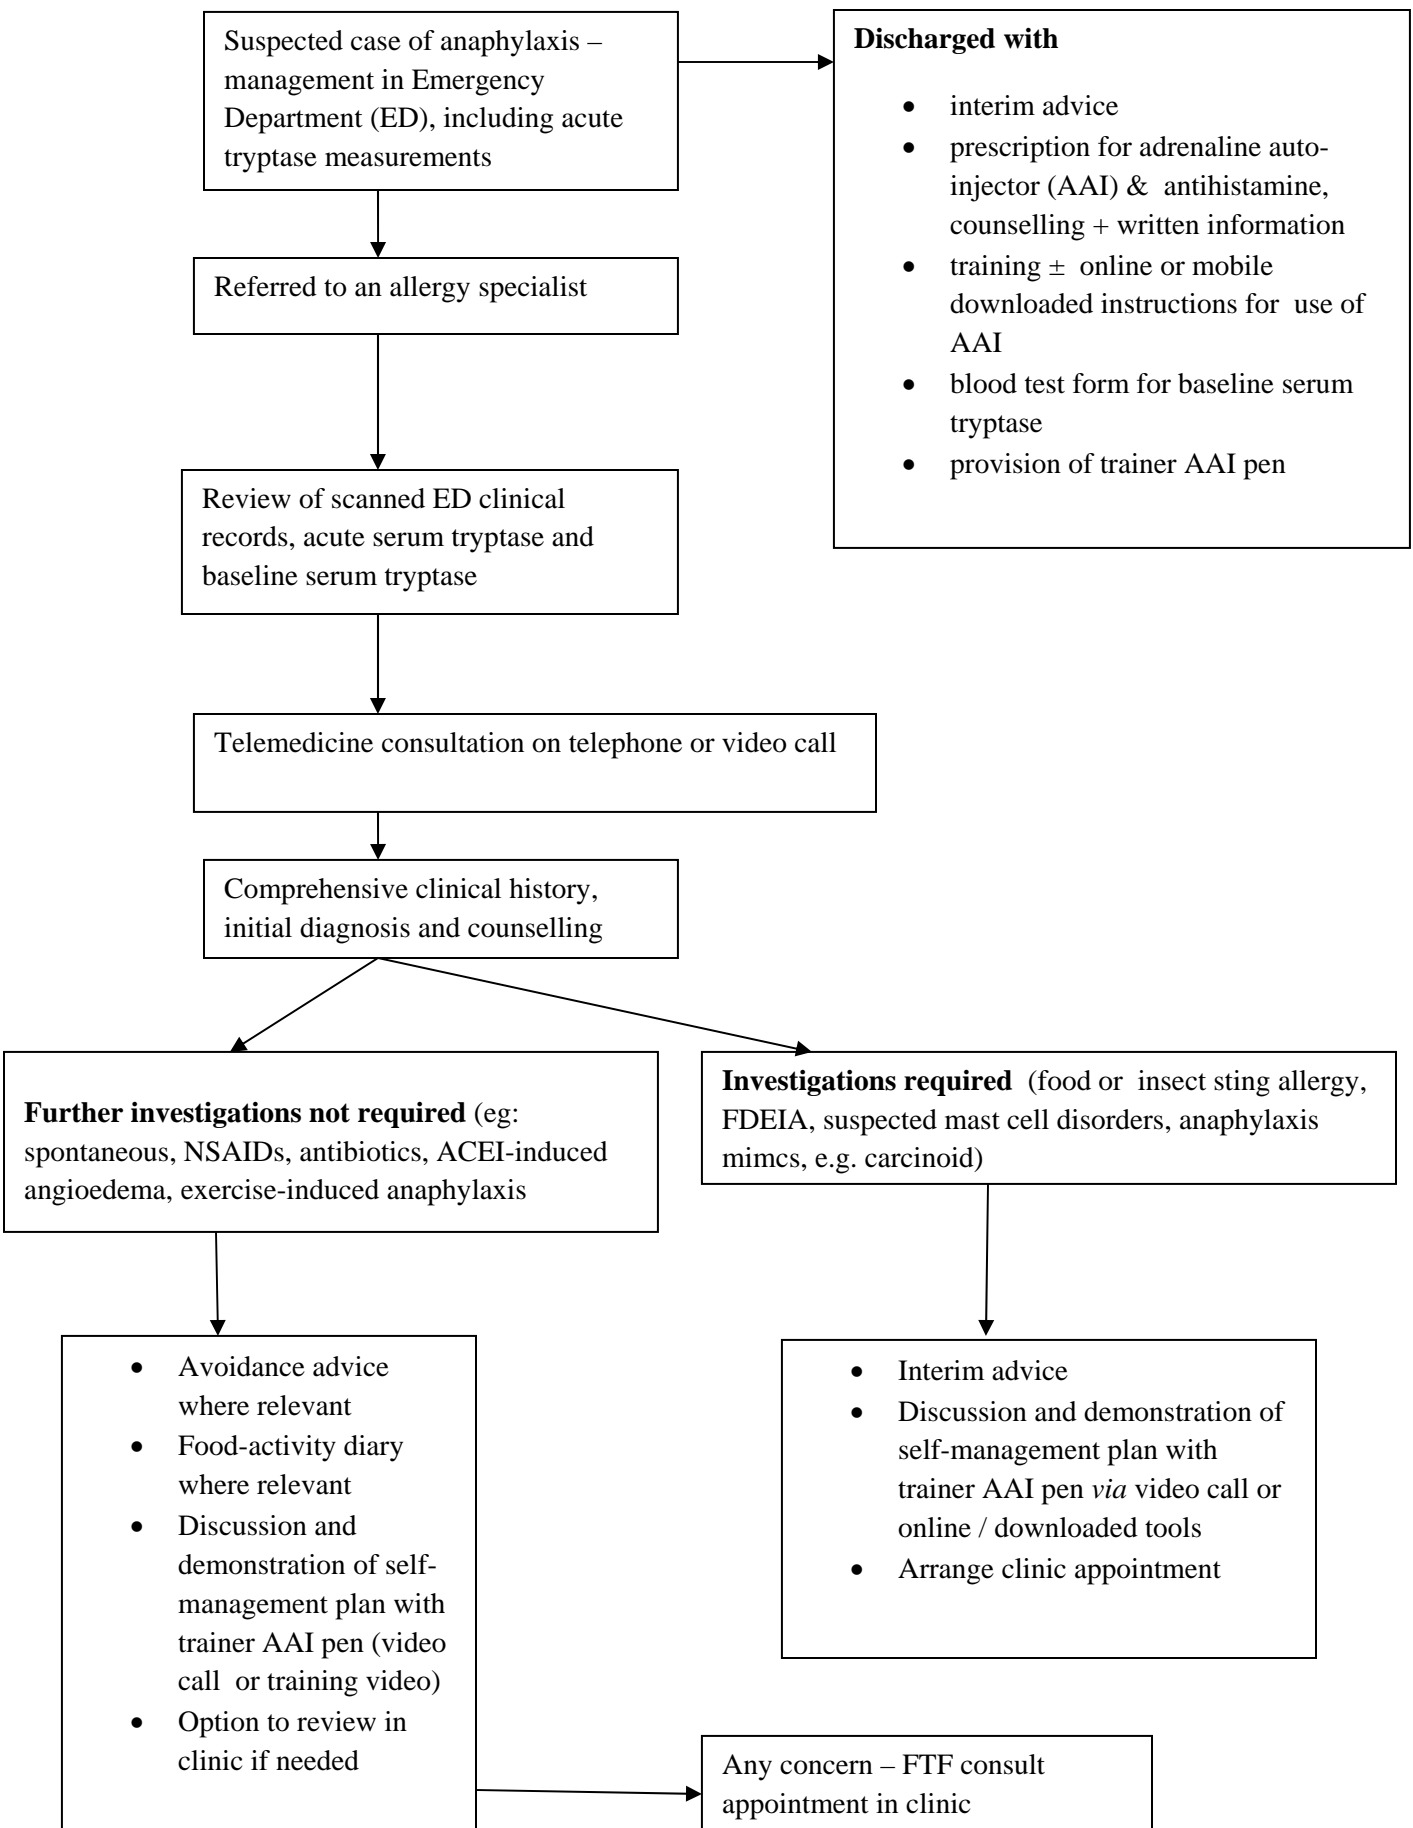 Suspected case of anaphylaxis –
management in Emergency
Department (ED), including acute
tryptase measurements
Discharged with
• interim advice
• prescription for adrenaline auto-
injector (AAI) & antihistamine,
counselling + written information
• training ± online or mobile
downloaded instructions for use of
AAI
• blood test form for baseline serum
tryptase
• provision of trainer AAI pen
Referred to an allergy specialist
Review of scanned ED clinical
records, acute serum tryptase and
baseline serum tryptase
Telemedicine consultation on telephone or video call
Comprehensive clinical history,
initial diagnosis and counselling
Further investigations not required (eg:
spontaneous, NSAIDs, antibiotics, ACEI-induced
angioedema, exercise-induced anaphylaxis
Investigations required (food or insect sting allergy,
FDEIA, suspected mast cell disorders, anaphylaxis
mimcs, e.g. carcinoid)
• Avoidance advice
where relevant
• Food-activity diary
where relevant
• Discussion and
demonstration of self-
management plan with
trainer AAI pen (video
call or training video)
• Option to review in
clinic if needed
• Interim advice
• Discussion and demonstration of
self-management plan with
trainer AAI pen via video call or
online / downloaded tools
• Arrange clinic appointment
Any concern – FTF consult
appointment in clinic